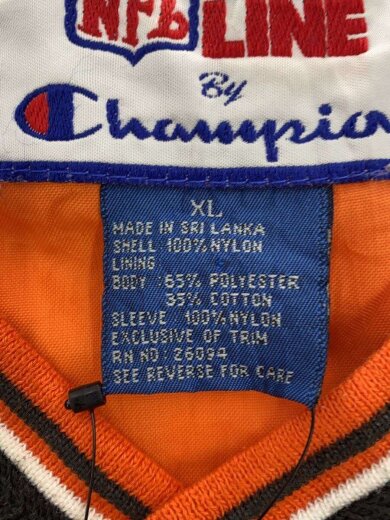 NFL LINE
By
Champion
XL
MADE IN SRI LANKA
SHELL 100% NYLON
LINING
BODY : 65% POLYESTER
35% COTTON
SLEEVE 100% NYLON
EXCLUSIVE OF TRIM
RN NO: 26094
SEE REVERSE FOR CARE